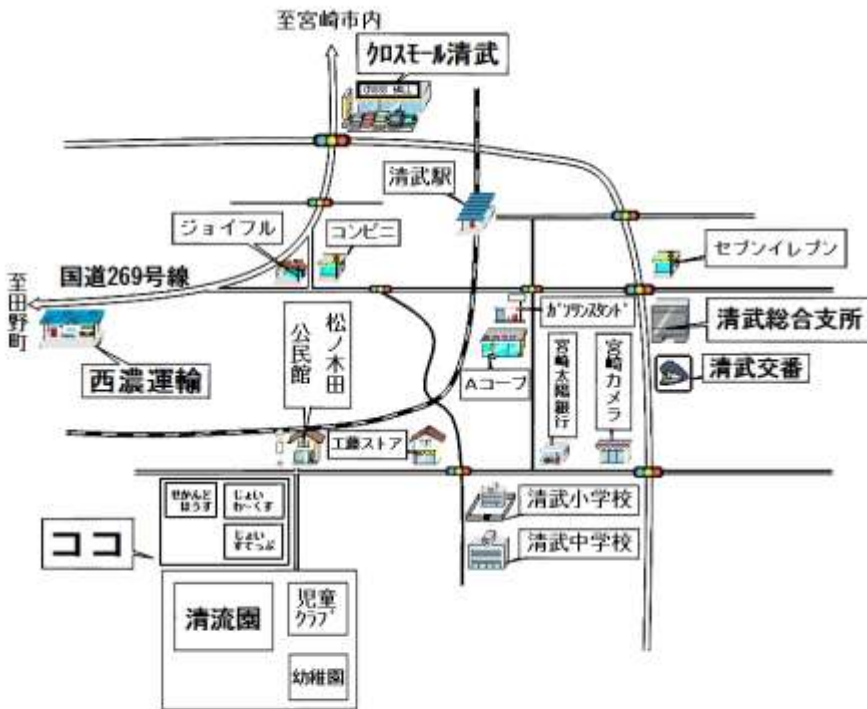 至宮崎市内
クロスモール清武
CROSS MALL
清武駅
ジョイフル
コンビニ
セブンイレブン
国道269号線
至田野町
西濃運輸
松ノ木田
公民館
ガソリンスタンド
Aコープ
宮崎太陽銀行
宮崎カメラ
清武総合支所
清武交番
工藤ストア
せかんど
はうす
じょい
わ~くす
じょい
すてっぷ
ココ
清武小学校
清武中学校
清流園
児童
クラブ
幼稚園